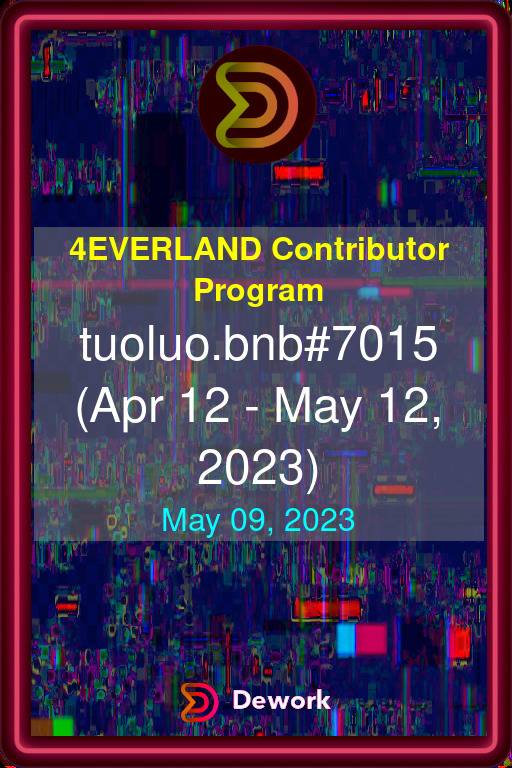 4EVERLAND Contributor
Program
tuoluo.bnb#7015
(Apr 12 - May 12,
2023)
May 09, 2023
Dework